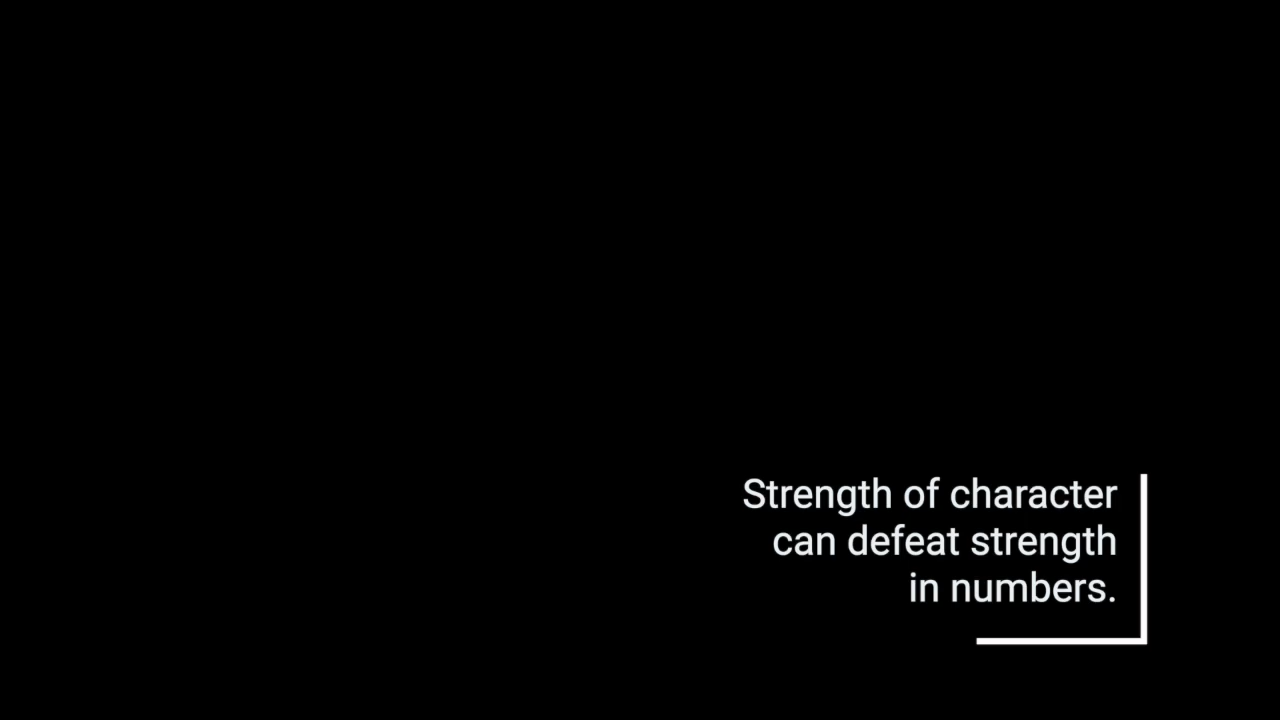 Strength of character
can defeat strength
in numbers.